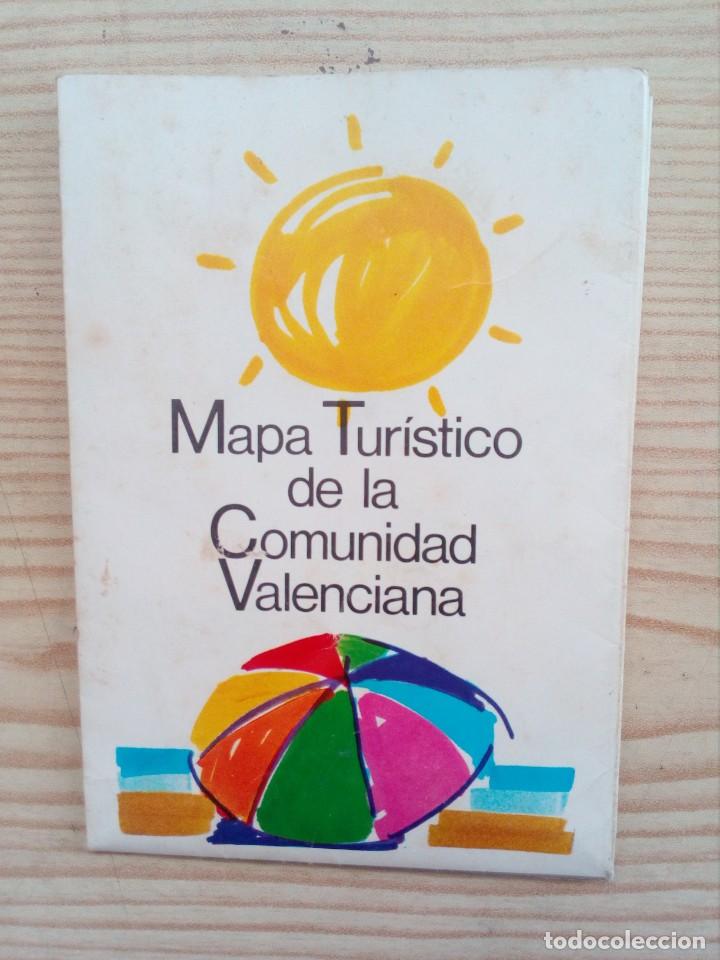 Mapa Turístico
de la
Comunidad
Valenciana
todocoleccion